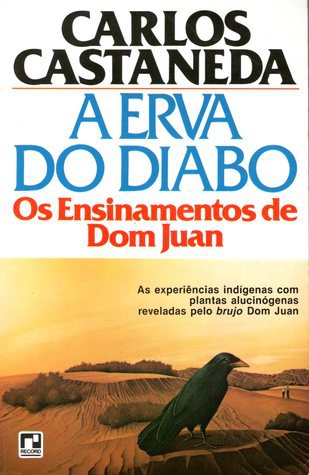 CARLOS
CASTANEDA
A ERVA
DO DIABO
Os Ensinamentos de
Dom Juan
As experiências indígenas com
plantas alucinógenas
reveladas pelo brujo Dom Juan
RECORD